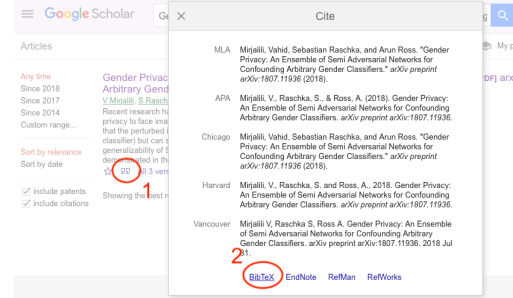 Google Scholar
Cite
Articles
My p
Any time
Since 2018
Since 2017
Since 2014
Custom range...
Sort by relevance
Sort by date
include patents
include citations
Gender Privac
Arbitrary Gend
V Mirjalili, S Rasch
Recent research ha
privacy to face ima
that the perturbed i
classifier) but can s
generalizability of S
demonstrated in the
All 3 vers
1
Showing the best r
PDF] arx
MLA
Mirjalili, Vahid, Sebastian Raschka, and Arun Ross. "Gender
Privacy: An Ensemble of Semi Adversarial Networks for
Confounding Arbitrary Gender Classifiers." arXiv preprint
arXiv:1807.11936 (2018).
APA
Mirjalili, V., Raschka, S., & Ross, A. (2018). Gender Privacy:
An Ensemble of Semi Adversarial Networks for Confounding
Arbitrary Gender Classifiers. arXiv preprint arXiv:1807.11936.
Chicago
Mirjalili, Vahid, Sebastian Raschka, and Arun Ross. "Gender
Privacy: An Ensemble of Semi Adversarial Networks for
Confounding Arbitrary Gender Classifiers." arXiv preprint
arXiv:1807.11936 (2018).
Harvard
Mirjalili, V., Raschka, S. and Ross, A., 2018. Gender Privacy:
An Ensemble of Semi Adversarial Networks for Confounding
Arbitrary Gender Classifiers. arXiv preprint arXiv:1807.11936.
Vancouver
Mirjalili V, Raschka S, Ross A. Gender Privacy: An Ensemble
of Semi Adversarial Networks for Confounding Arbitrary
Gender Classifiers. arXiv preprint arXiv:1807.11936. 2018 Jul
31.
2
BibTeX EndNote RefMan RefWorks